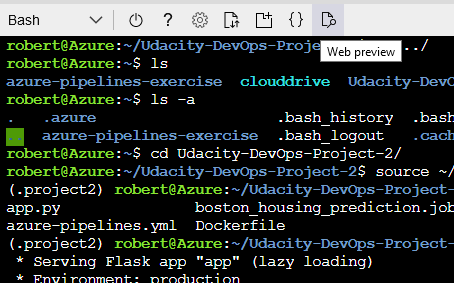 Bash
robert@Azure:~/Udacity-DevOps-Proje ../
Web preview
robert@Azure:~$ ls
azure-pipelines-exercise clouddrive Udacity-D
robert@Azure:~$ ls -a
. .azure .bash_history .bas
.. azure-pipelines-exercise .bash_logout .cac
robert@Azure:~$ cd Udacity-DevOps-Project-2/
robert@Azure:~/Udacity-DevOps-Project-2$ source ~/
(.project2) robert@Azure:~/Udacity-DevOps-Project-
app.py boston_housing_prediction.job
azure-pipelines.yml Dockerfile
(.project2) robert@Azure:~/Udacity-DevOps-Project-
* Serving Flask app "app" (lazy loading)
* Environment: production